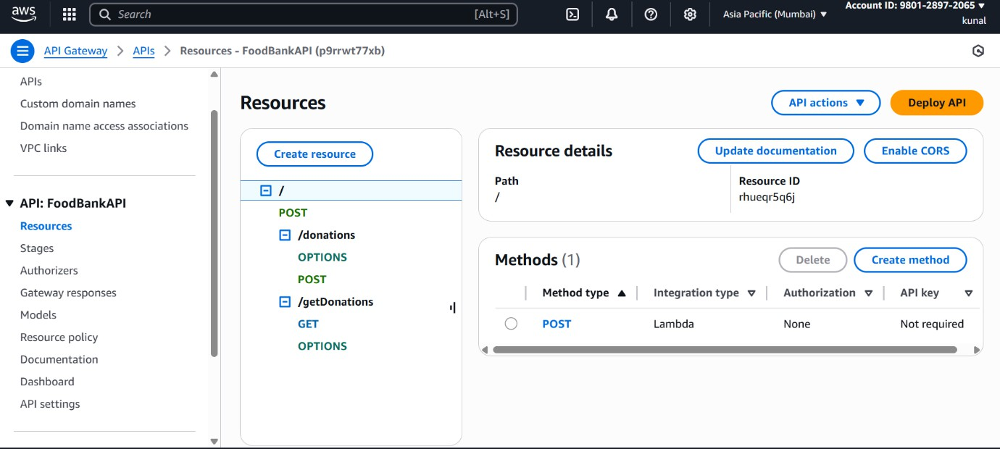 aws
Search [Alt+S]
Asia Pacific (Mumbai)
Account ID: 9801-2897-2065
kunal
API Gateway
APIs
Resources - FoodBankAPI (p9rrwt77xb)
APIs
Custom domain names
Domain name access associations
VPC links
API: FoodBankAPI
Resources
Stages
Authorizers
Gateway responses
Models
Resource policy
Documentation
Dashboard
API settings
Resources
API actions
Deploy API
Create resource
/
POST
/donations
OPTIONS
POST
/getDonations
GET
OPTIONS
Resource details
Update documentation
Enable CORS
Path
/
Resource ID
rhueqr5q6j
Methods (1)
Delete
Create method
Method type Integration type Authorization API key
POST Lambda None Not required